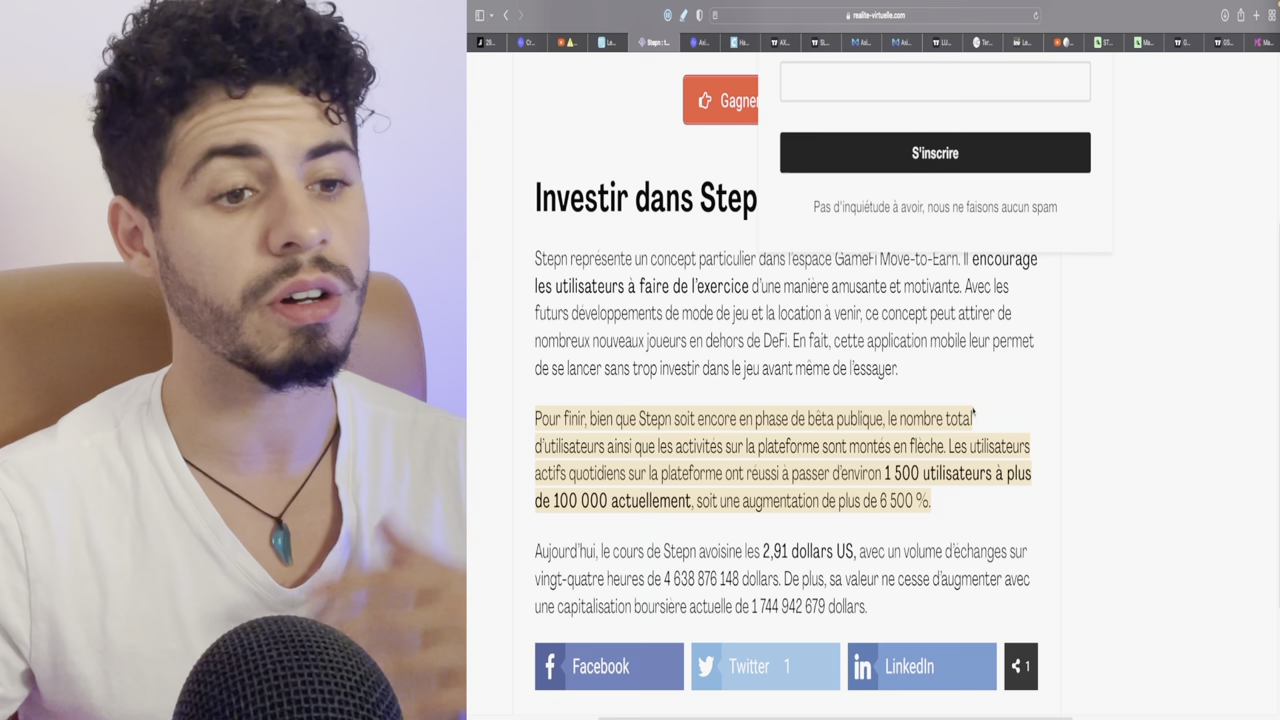 realite-virtuelle.com
Gagner
S'inscrire
Pas d'inquiétude à avoir, nous ne faisons aucun spam
Investir dans Step
Stepn représente un concept particulier dans l'espace GameFi Move-to-Earn. Il encourage
les utilisateurs à faire de l'exercice d'une manière amusante et motivante. Avec les
futurs développements de mode de jeu et la location à venir, ce concept peut attirer de
nombreux nouveaux joueurs en dehors de DeFi. En fait, cette application mobile leur permet
de se lancer sans trop investir dans le jeu avant même de l'essayer.
Pour finir, bien que Stepn soit encore en phase de bêta publique, le nombre total
d'utilisateurs ainsi que les activités sur la plateforme sont montés en flèche. Les utilisateurs
actifs quotidiens sur la plateforme ont réussi à passer d'environ 1 500 utilisateurs à plus
de 100 000 actuellement, soit une augmentation de plus de 6 500 %.
Aujourd'hui, le cours de Stepn avoisine les 2,91 dollars US, avec un volume d'échanges sur
vingt-quatre heures de 4 638 876 148 dollars. De plus, sa valeur ne cesse d'augmenter avec
une capitalisation boursière actuelle de 1 744 942 679 dollars.
Facebook
Twitter 1
LinkedIn
1